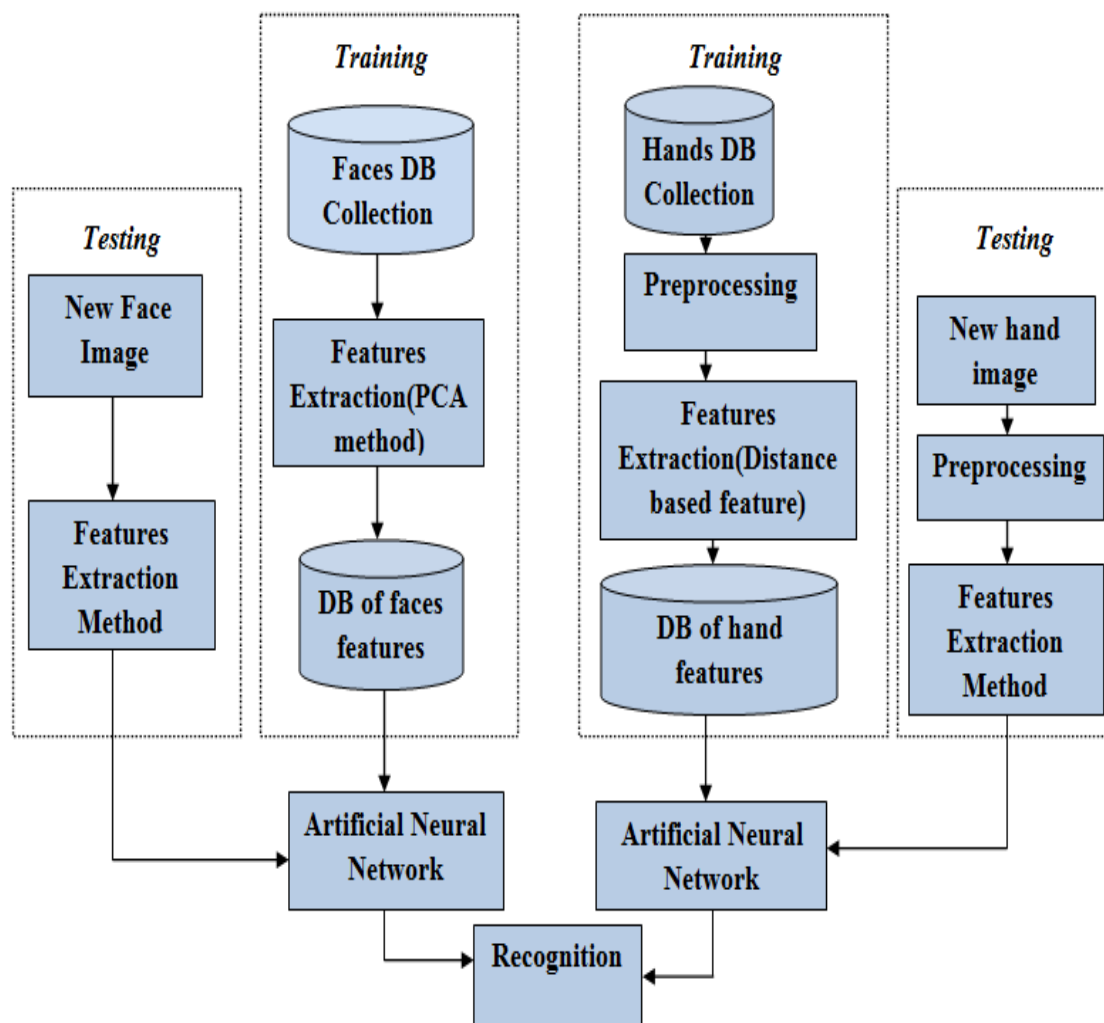 Testing
New Face
Image
Features
Extraction
Method
Training
Faces DB
Collection
Features
Extraction(PCA
method)
DB of faces
features
Training
Hands DB
Collection
Preprocessing
Features
Extraction(Distance
based feature)
DB of hand
features
Testing
New hand
image
Preprocessing
Features
Extraction
Method
Artificial Neural
Network
Artificial Neural
Network
Recognition